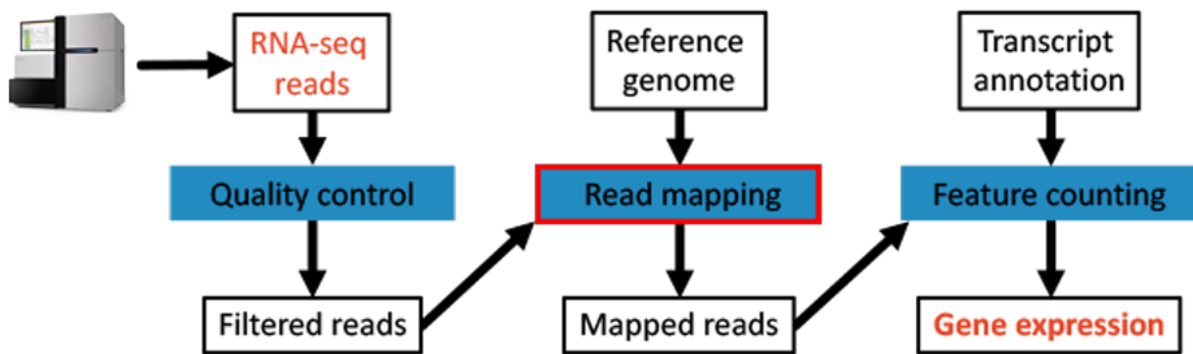 RNA-seq
reads
Reference
genome
Transcript
annotation
Quality control
Read mapping
Feature counting
Filtered reads
Mapped reads
Gene expression